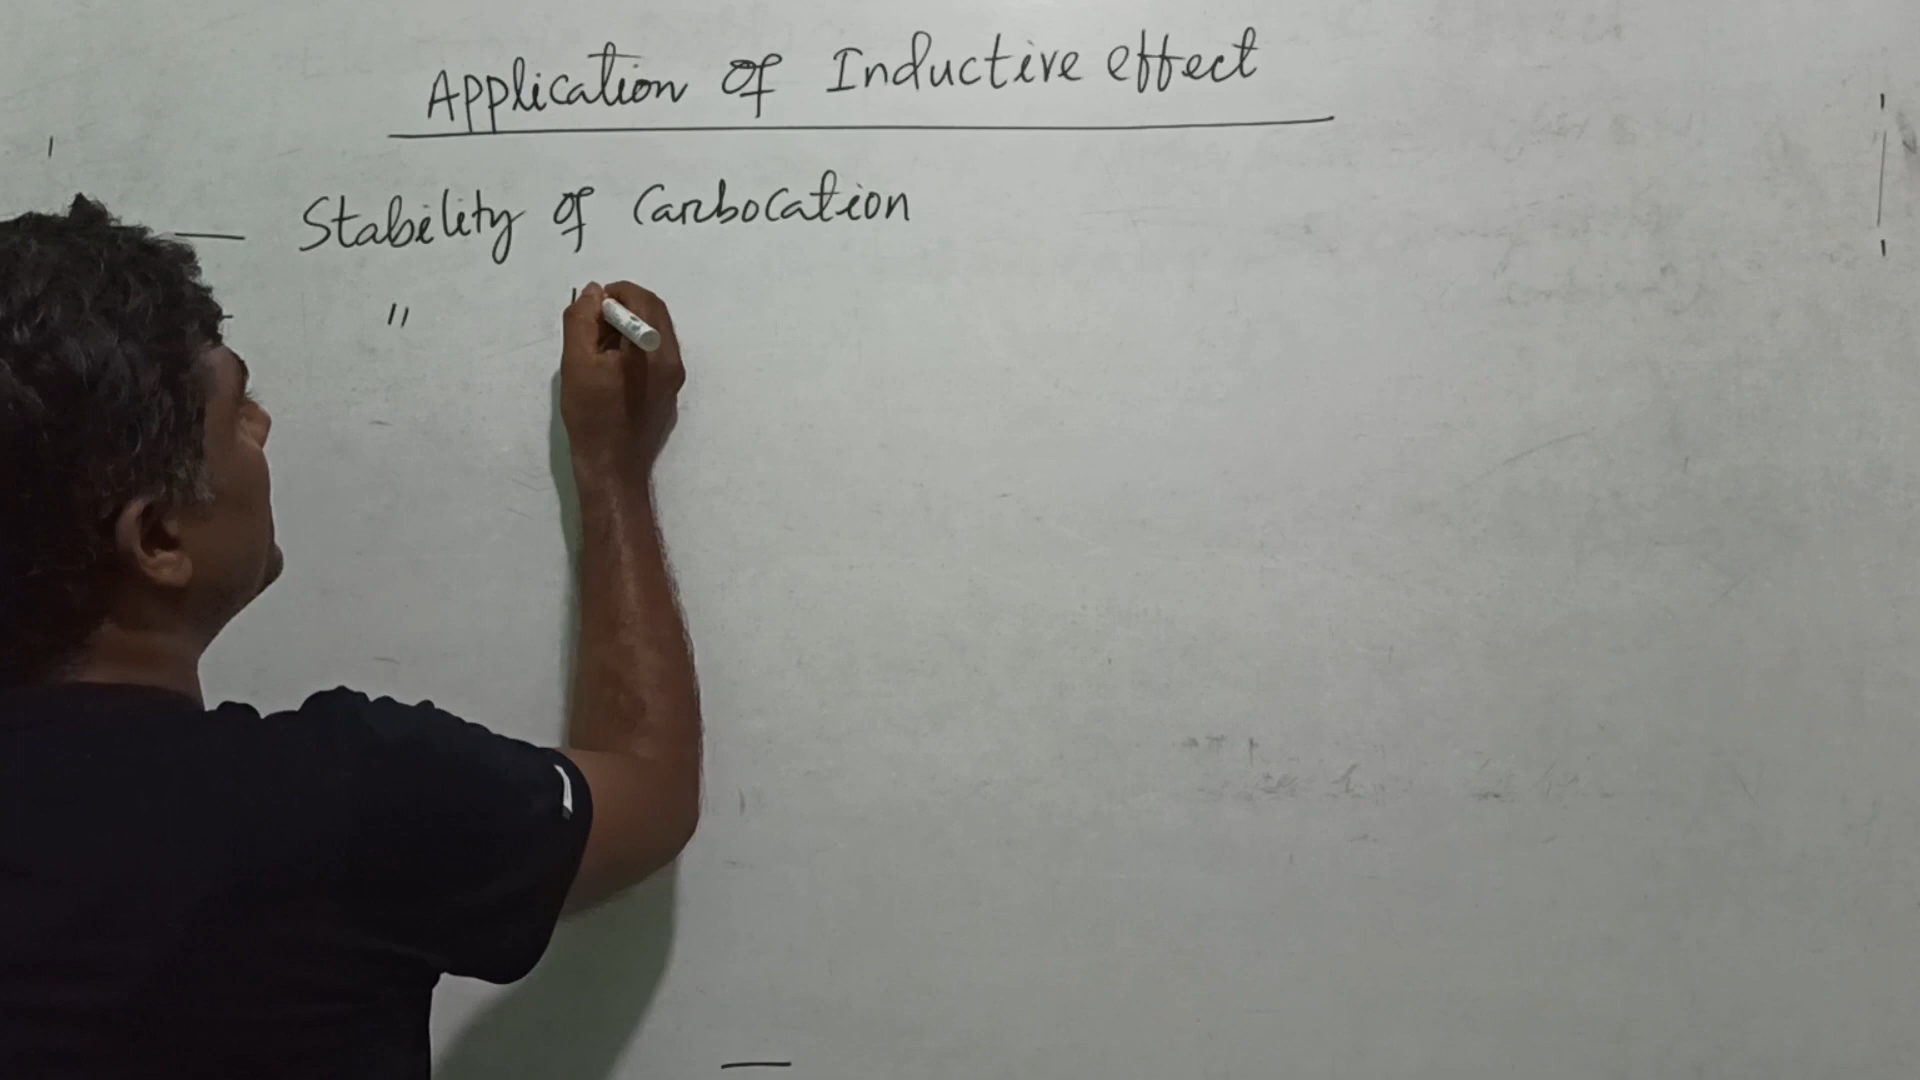 Application of Inductive effect
— Stability of Carbocation
- " "